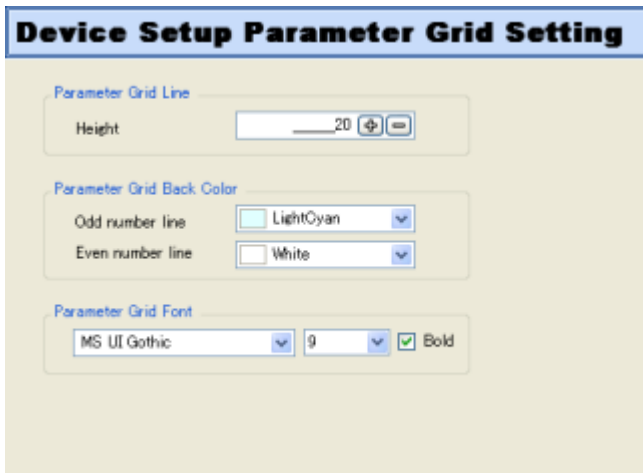 Device Setup Parameter Grid Setting
Parameter Grid Line
Height _____20
Parameter Grid Back Color
Odd number line LightCyan
Even number line White
Parameter Grid Font
MS UI Gothic 9 Bold